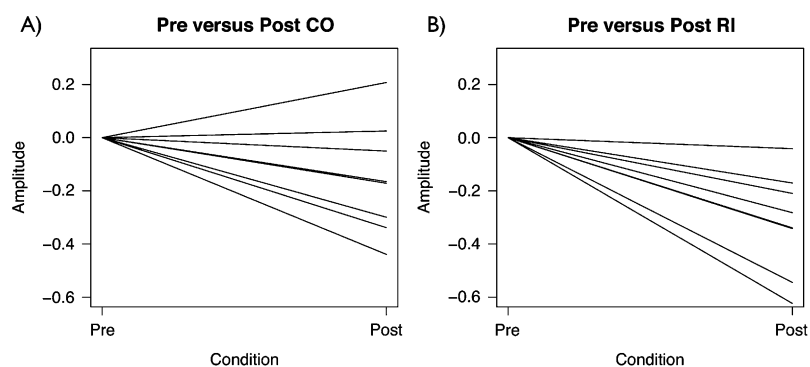 A) Pre versus Post CO
0.2
0.0
−0.2
−0.4
−0.6
Amplitude
Pre Post
Condition
B) Pre versus Post RI
0.2
0.0
−0.2
−0.4
−0.6
Amplitude
Pre Post
Condition